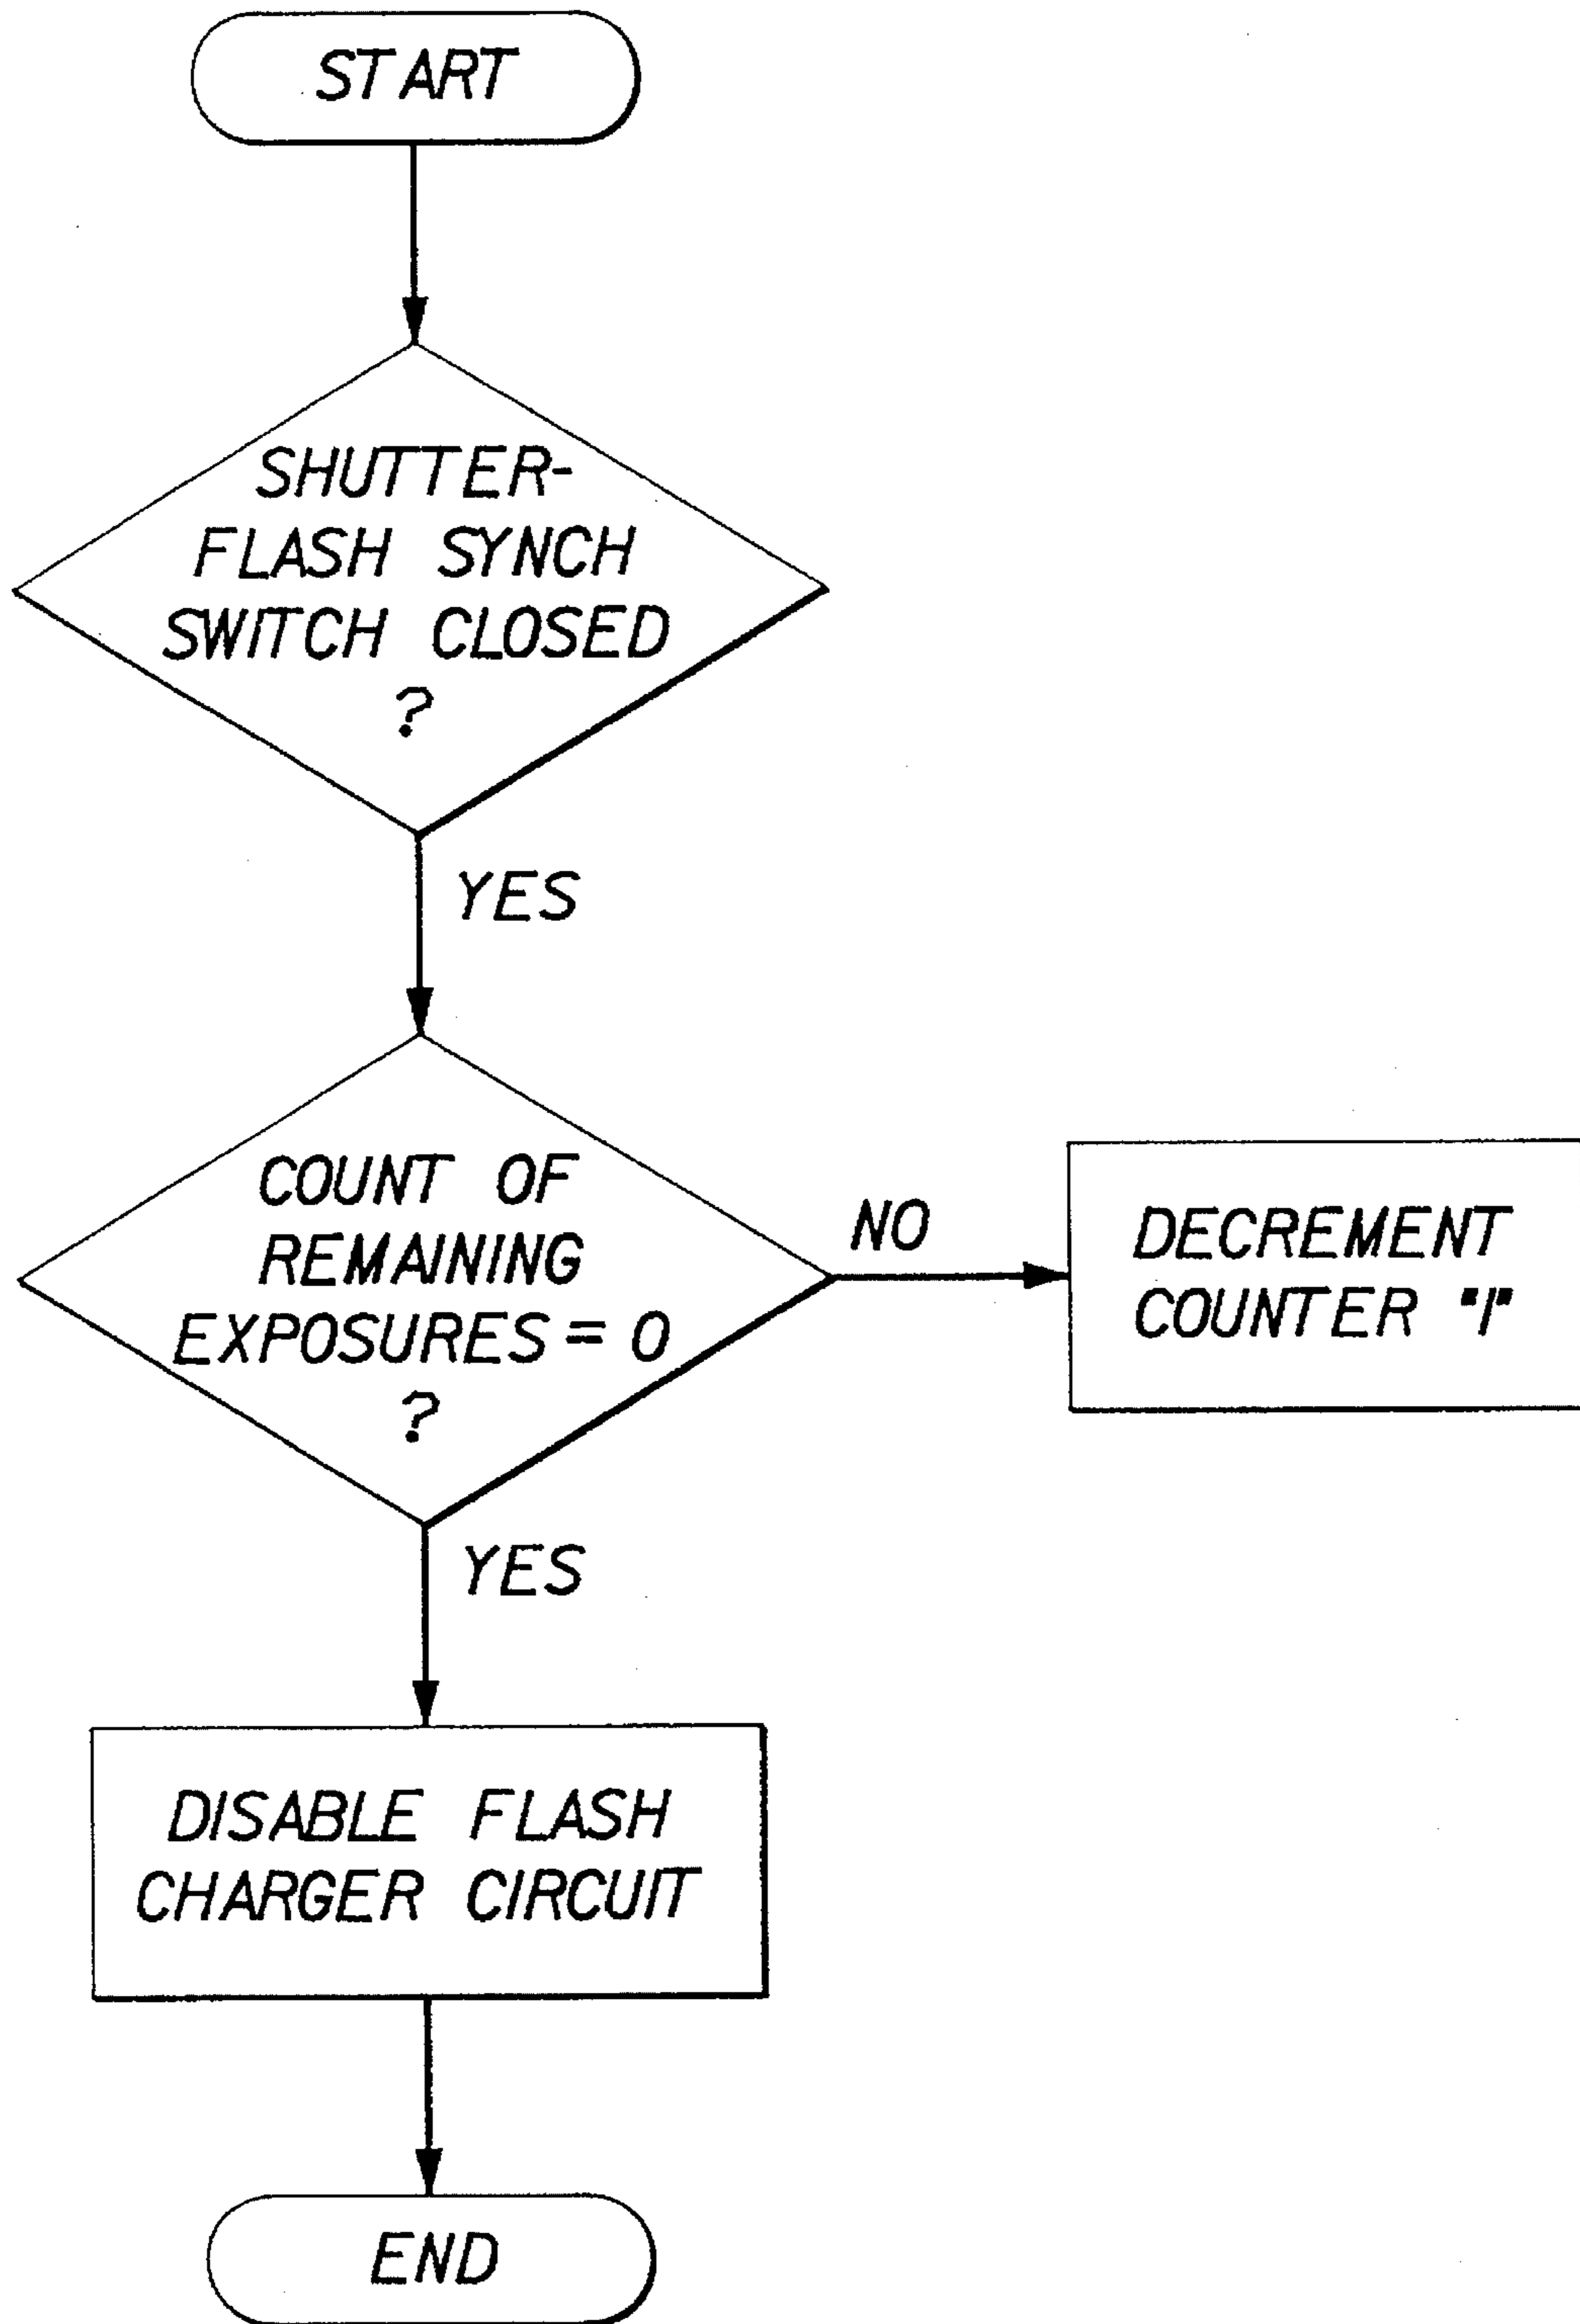 START
SHUTTER-
FLASH SYNCH
SWITCH CLOSED
?
YES
COUNT OF
REMAINING
EXPOSURES = 0
?
NO
DECREMENT
COUNTER "1"
YES
DISABLE FLASH
CHARGER CIRCUIT
END